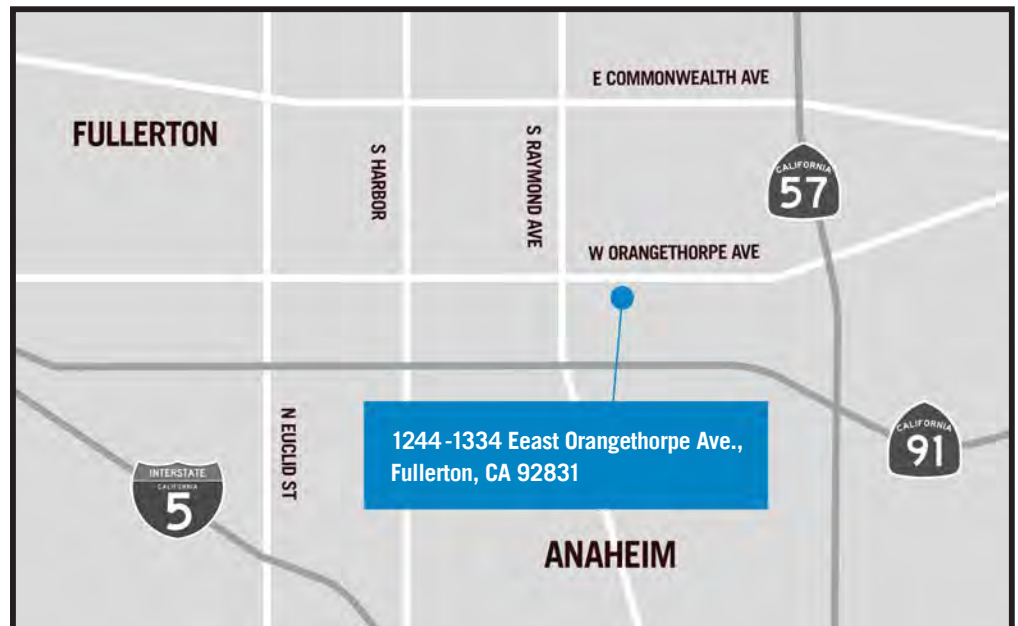 E COMMONWEALTH AVE
FULLERTON
S HARBOR
S RAYMOND AVE
CALIFORNIA
57
W ORANGETHORPE AVE
N EUCLID ST
1244 -1334 Eeast Orangethorpe Ave.,
Fullerton, CA 92831
CALIFORNIA
91
INTERSTATE
CALIFORNIA
5
ANAHEIM